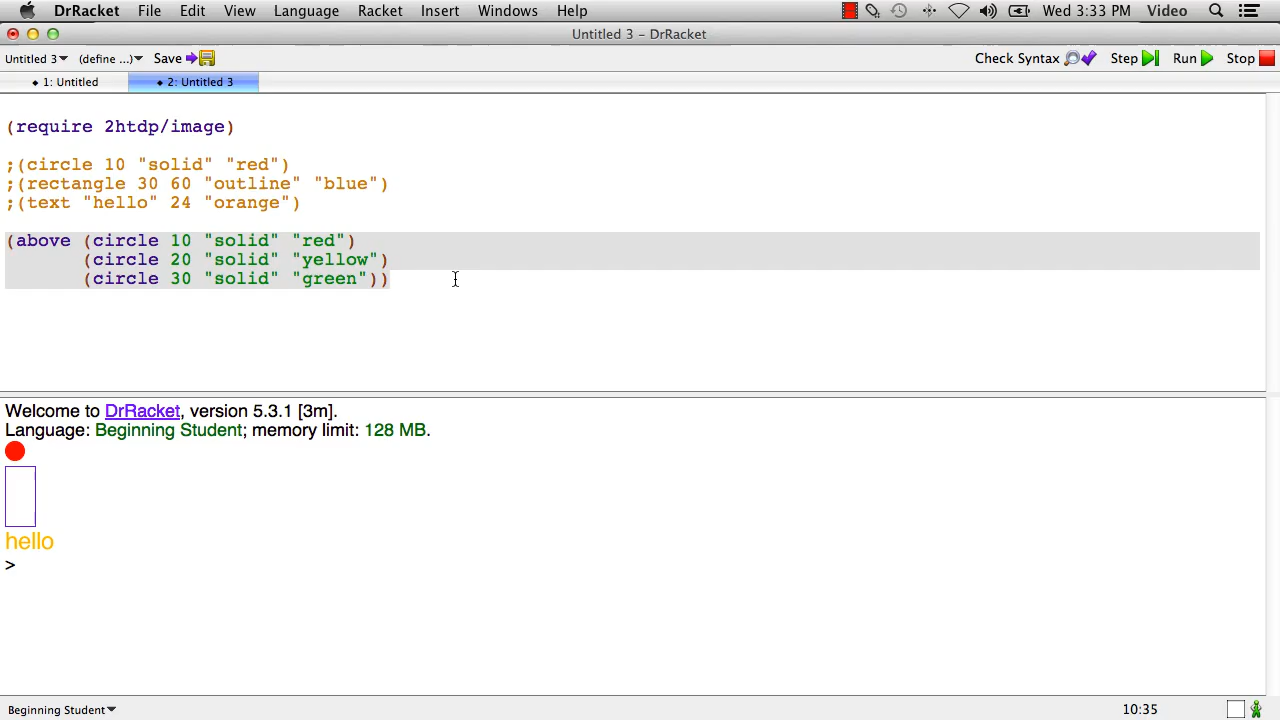 DrRacket File Edit View Language Racket Insert Windows Help Wed 3:33 PM Video
Untitled 3 - DrRacket
Untitled 3 (define ...) Save Check Syntax Step Run Stop
1: Untitled 2: Untitled 3
(require 2htdp/image)
;(circle 10 "solid" "red")
;(rectangle 30 60 "outline" "blue")
;(text "hello" 24 "orange")
(above (circle 10 "solid" "red")
(circle 20 "solid" "yellow")
(circle 30 "solid" "green"))
Welcome to DrRacket, version 5.3.1 [3m].
Language: Beginning Student; memory limit: 128 MB.
hello
>
Beginning Student 10:35